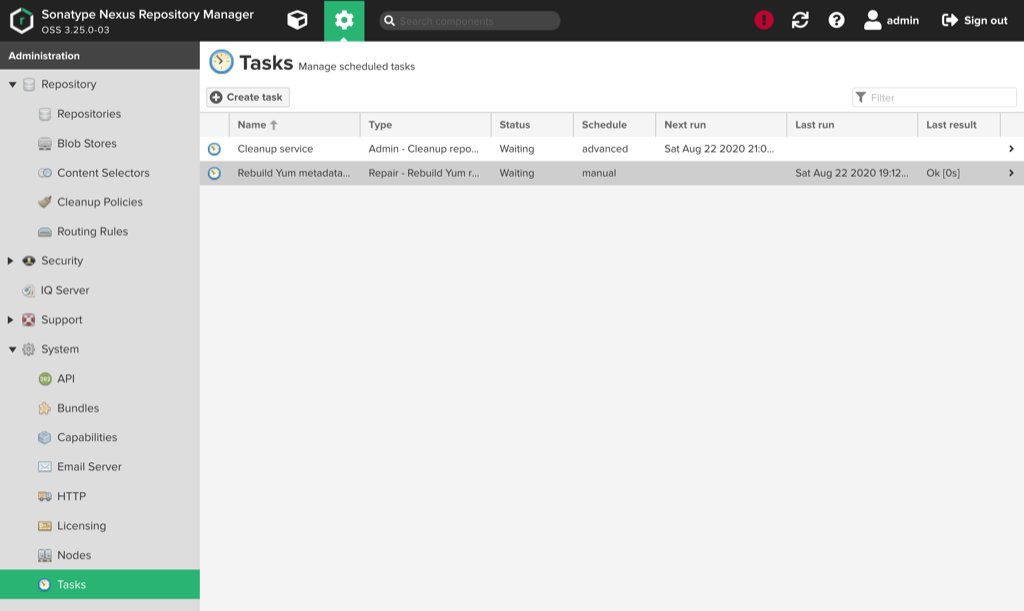 Sonatype Nexus Repository Manager
OSS 3.25.0-03
Search components
admin
Sign out
Administration
Repository
Repositories
Blob Stores
Content Selectors
Cleanup Policies
Routing Rules
Security
IQ Server
Support
System
API
Bundles
Capabilities
Email Server
HTTP
Licensing
Nodes
Tasks
Tasks Manage scheduled tasks
Create task
Filter
Name Type Status Schedule Next run Last run Last result
Cleanup service Admin - Cleanup repo... Waiting advanced Sat Aug 22 2020 21:0...
Rebuild Yum metadata... Repair - Rebuild Yum r... Waiting manual Sat Aug 22 2020 19:12... Ok [0s]